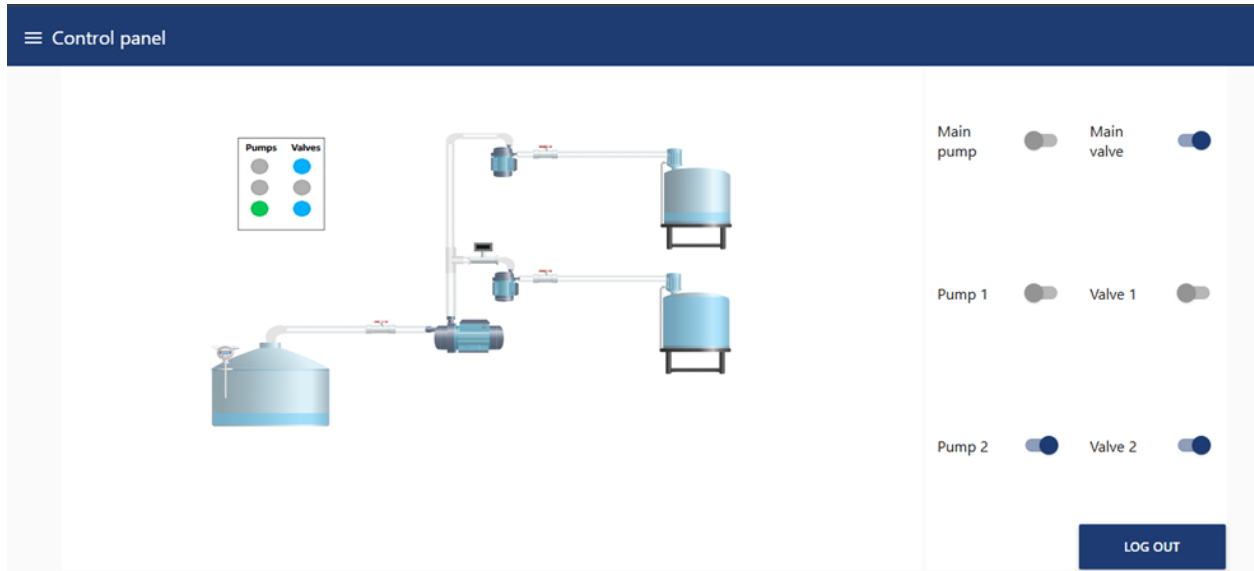 Control panel
Pumps Valves
Main pump
Main valve
Pump 1
Valve 1
Pump 2
Valve 2
LOG OUT